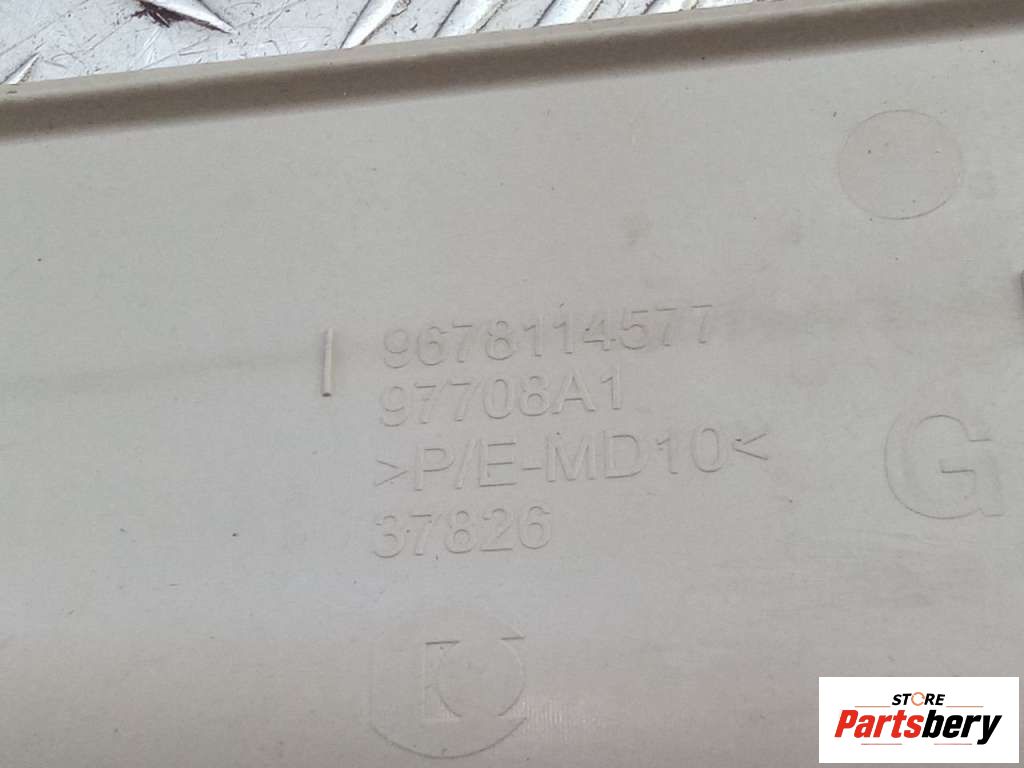 9678114577
97708A1
>P/E-MD10<
G
37826
STORE
Partsbery